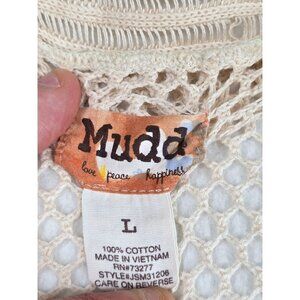 Mudd
love peace happiness
L
100% COTTON
MADE IN VIETNAM
RN#73277
STYLE#JSM31206
CARE ON REVERSE